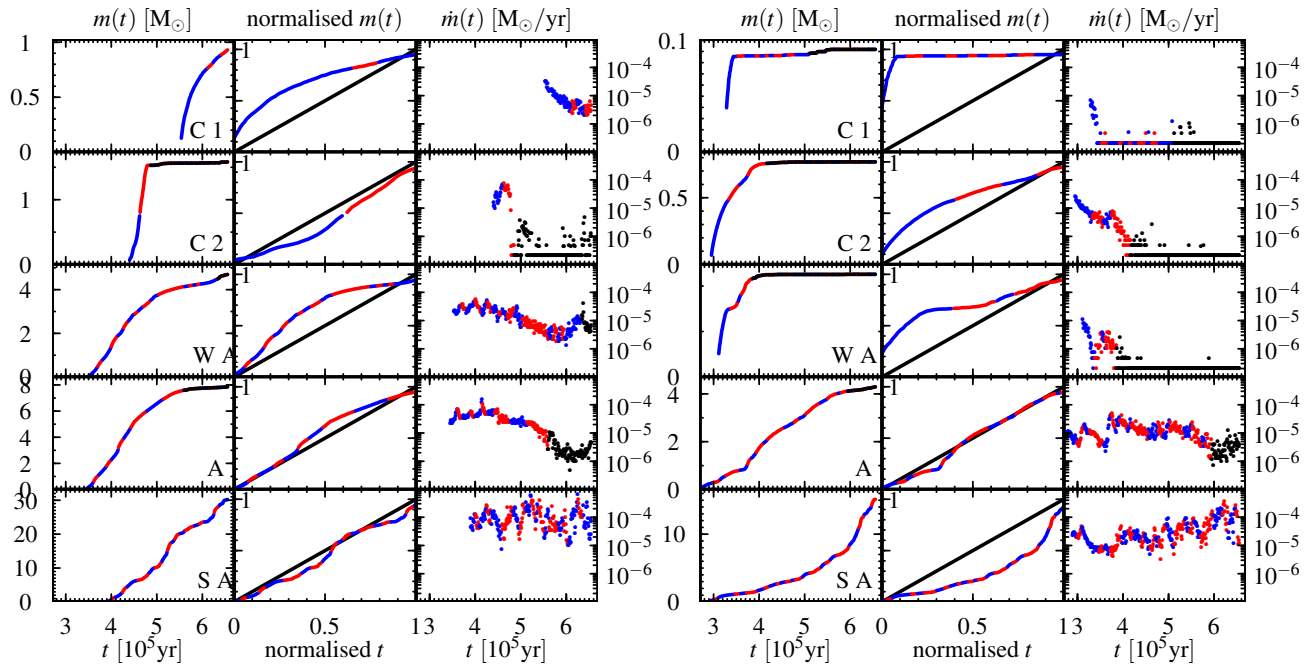 m(t) [M⊙] normalised m(t) ṁ(t) [M⊙/yr] m(t) [M⊙] normalised m(t) ṁ(t) [M⊙/yr]
1 0.5 0 C 1 1 10⁻⁴ 10⁻⁵ 10⁻⁶ 0.1 0 C 1 1 10⁻⁴ 10⁻⁵ 10⁻⁶
1 0 C 2 1 10⁻⁴ 10⁻⁵ 10⁻⁶ 0.5 0 C 2 1 10⁻⁴ 10⁻⁵ 10⁻⁶
4 2 0 W A 1 10⁻⁴ 10⁻⁵ 10⁻⁶ 0 W A 1 10⁻⁴ 10⁻⁵ 10⁻⁶
8 6 4 2 0 A 1 10⁻⁴ 10⁻⁵ 10⁻⁶ 4 2 0 A 1 10⁻⁴ 10⁻⁵ 10⁻⁶
30 20 10 0 S A 1 10⁻⁴ 10⁻⁵ 10⁻⁶ 10 0 S A 1 10⁻⁴ 10⁻⁵ 10⁻⁶
3 4 5 6 0 0.5 1 3 4 5 6 3 4 5 6 0 0.5 1 3 4 5 6
t [10⁵yr] normalised t t [10⁵yr] t [10⁵yr] normalised t t [10⁵yr]